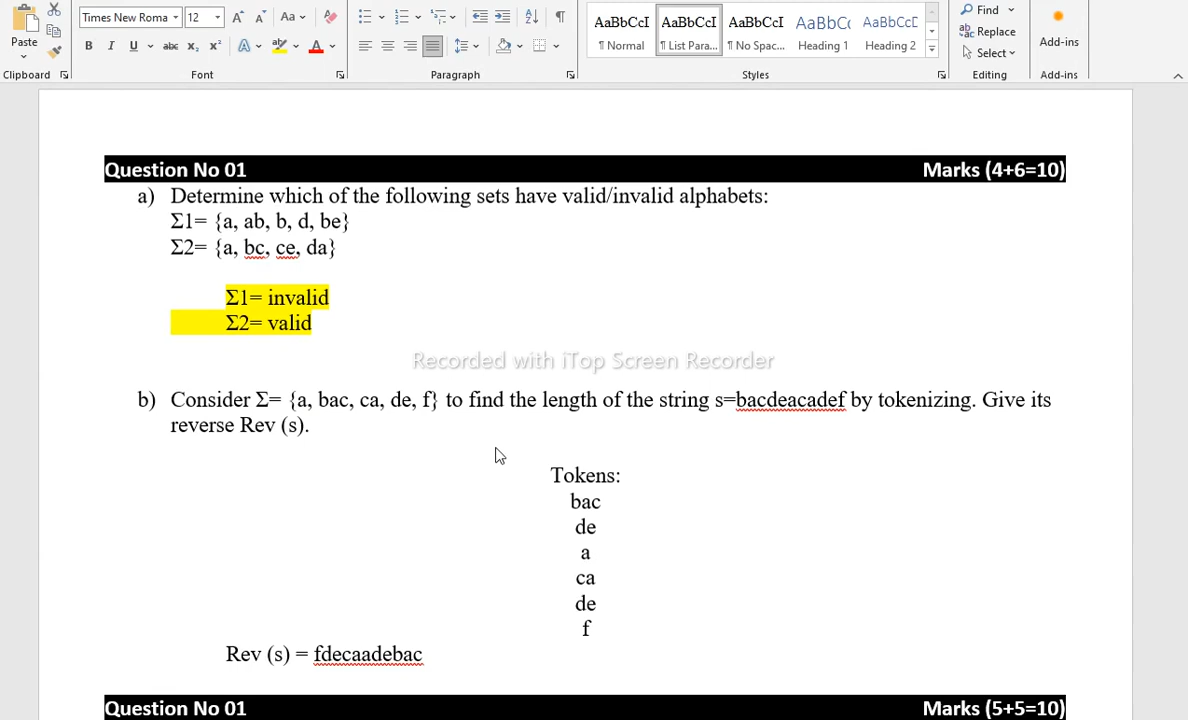 Times New Roma
12
A A Aa
Find
Paste
B I U abc X₂ X² A A
AaBbCcI AaBbCcI AaBbCcI AaBbCc AaBbCcD
¶ Normal ¶ List Para... ¶ No Spac... Heading 1 Heading 2
Replace
Select
Add-ins
Clipboard Font Paragraph Styles Editing Add-ins
Question No 01 Marks (4+6=10)
a) Determine which of the following sets have valid/invalid alphabets:
Σ1= {a, ab, b, d, be}
Σ2= {a, bc, ce, da}
Σ1= invalid
Σ2= valid
Recorded with iTop Screen Recorder
b) Consider Σ= {a, bac, ca, de, f} to find the length of the string s=bacdeacadef by tokenizing. Give its
reverse Rev (s).
Tokens:
bac
de
a
ca
de
f
Rev (s) = fdecaadebac
Question No 01 Marks (5+5=10)